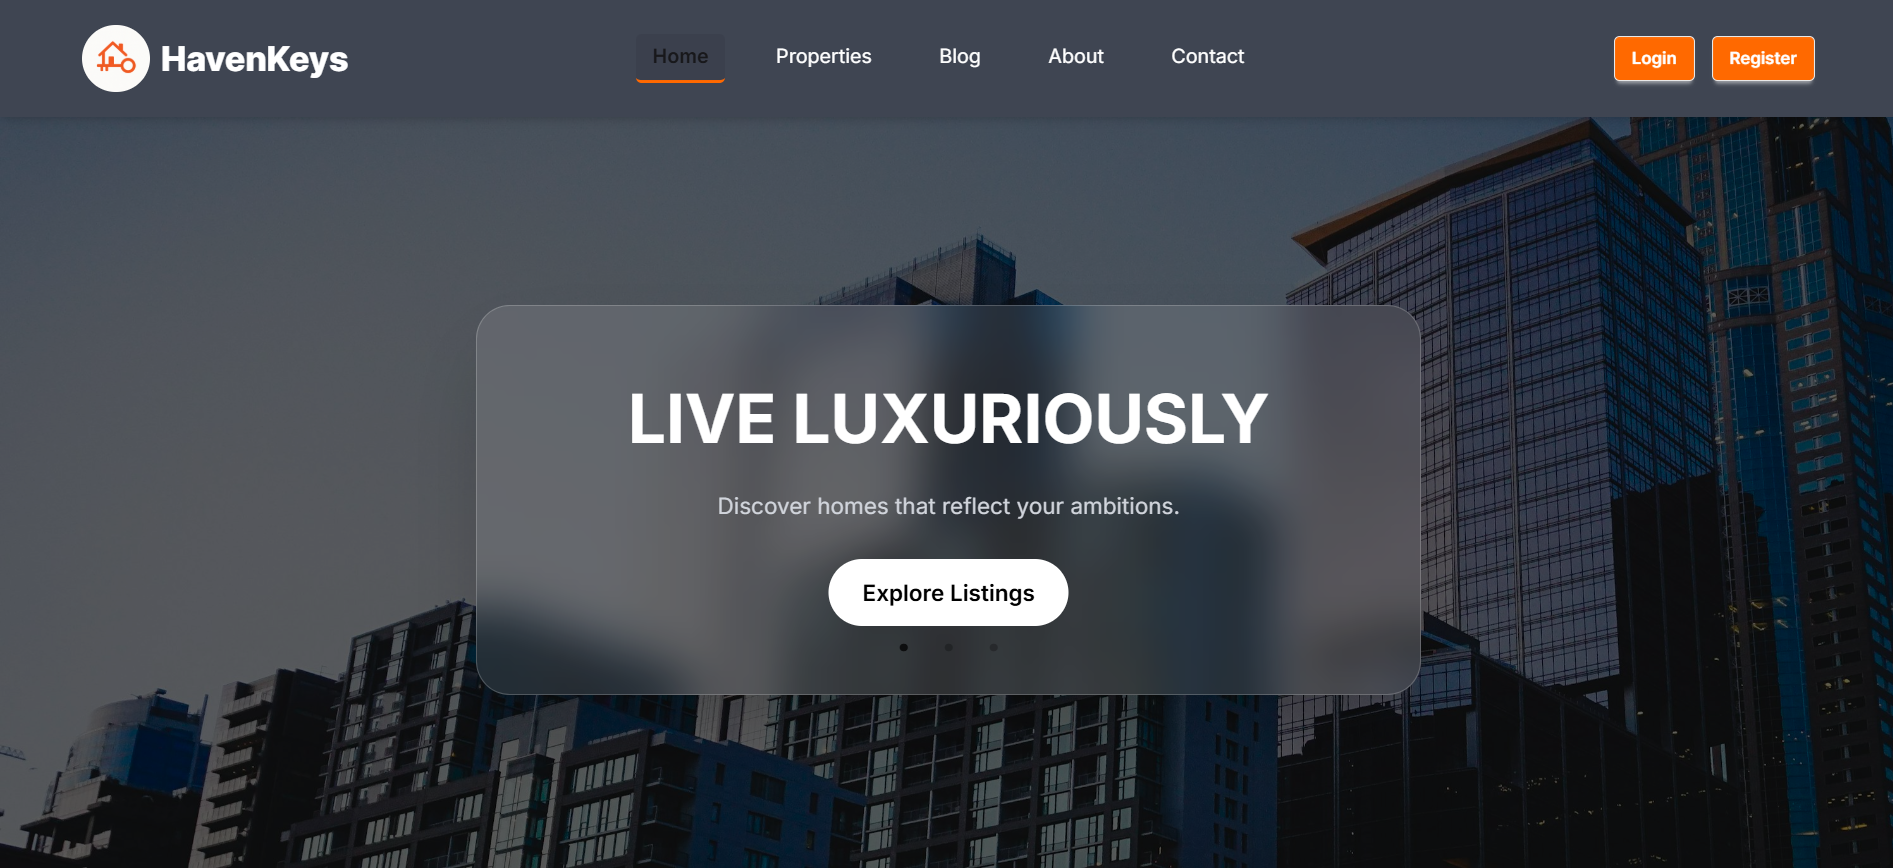 HavenKeys
Home
Properties
Blog
About
Contact
Login
Register
LIVE LUXURIOUSLY
Discover homes that reflect your ambitions.
Explore Listings